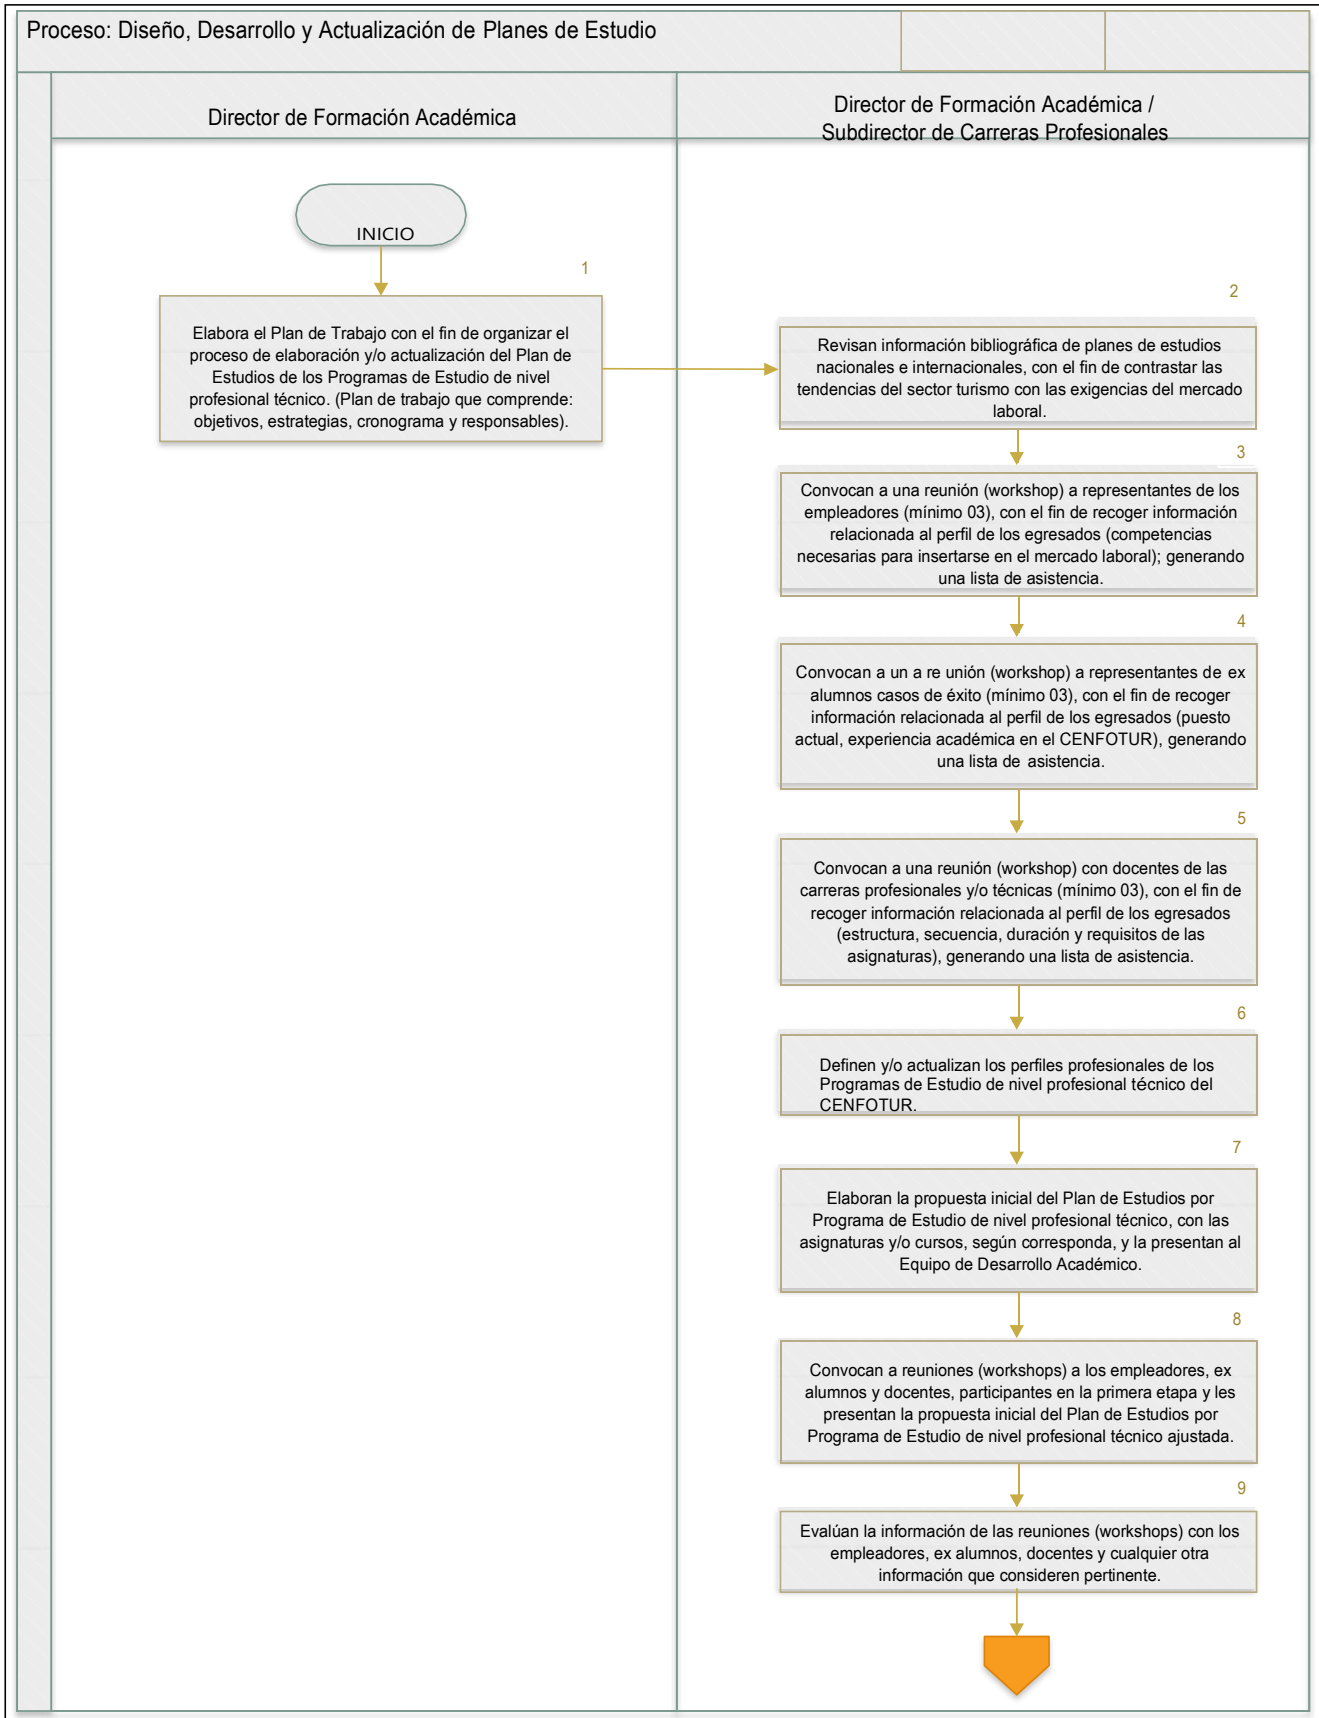 Proceso: Diseño, Desarrollo y Actualización de Planes de Estudio
Director de Formación Académica
Director de Formación Académica /
Subdirector de Carreras Profesionales
INICIO
1
Elabora el Plan de Trabajo con el fin de organizar el
proceso de elaboración y/o actualización del Plan de
Estudios de los Programas de Estudio de nivel
profesional técnico. (Plan de trabajo que comprende:
objetivos, estrategias, cronograma y responsables).
2
Revisan información bibliográfica de planes de estudios
nacionales e internacionales, con el fin de contrastar las
tendencias del sector turismo con las exigencias del mercado
laboral.
3
Convocan a una reunión (workshop) a representantes de los
empleadores (mínimo 03), con el fin de recoger información
relacionada al perfil de los egresados (competencias
necesarias para insertarse en el mercado laboral); generando
una lista de asistencia.
4
Convocan a un a re unión (workshop) a representantes de ex
alumnos casos de éxito (mínimo 03), con el fin de recoger
información relacionada al perfil de los egresados (puesto
actual, experiencia académica en el CENFOTUR), generando
una lista de asistencia.
5
Convocan a una reunión (workshop) con docentes de las
carreras profesionales y/o técnicas (mínimo 03), con el fin de
recoger información relacionada al perfil de los egresados
(estructura, secuencia, duración y requisitos de las
asignaturas), generando una lista de asistencia.
6
Definen y/o actualizan los perfiles profesionales de los
Programas de Estudio de nivel profesional técnico del
CENFOTUR.
7
Elaboran la propuesta inicial del Plan de Estudios por
Programa de Estudio de nivel profesional técnico, con las
asignaturas y/o cursos, según corresponda, y la presentan al
Equipo de Desarrollo Académico.
8
Convocan a reuniones (workshops) a los empleadores, ex
alumnos y docentes, participantes en la primera etapa y les
presentan la propuesta inicial del Plan de Estudios por
Programa de Estudio de nivel profesional técnico ajustada.
9
Evalúan la información de las reuniones (workshops) con los
empleadores, ex alumnos, docentes y cualquier otra
información que consideren pertinente.